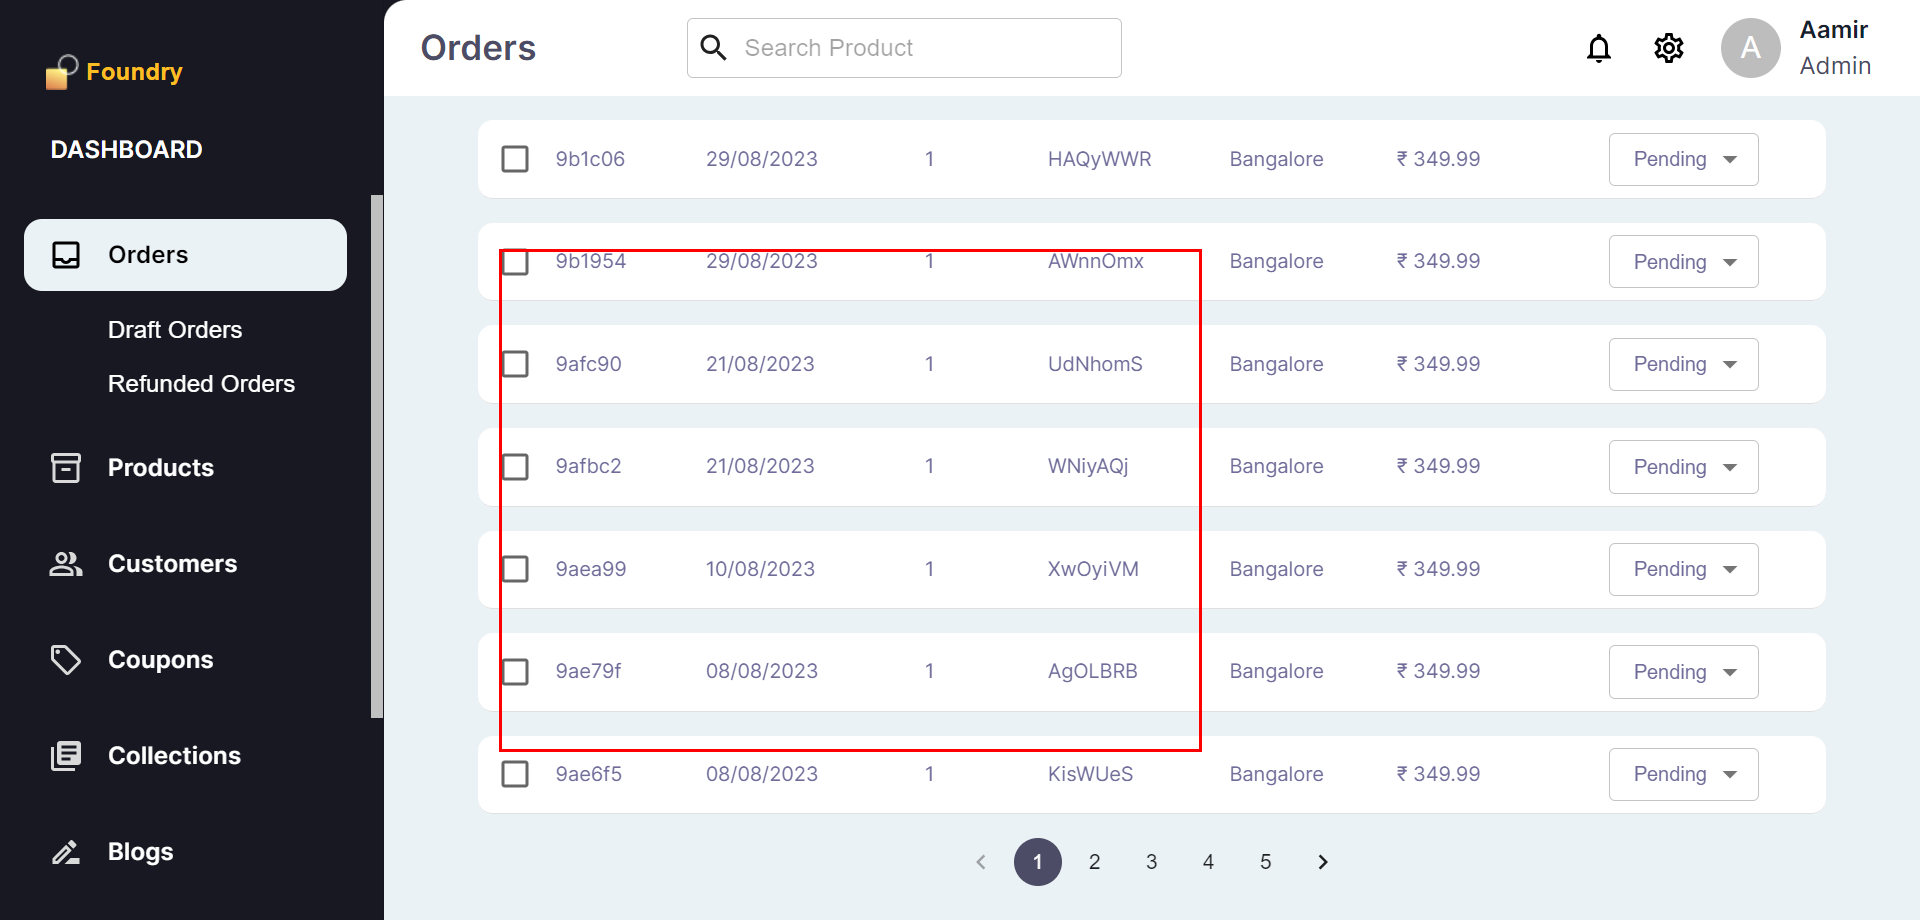 Foundry
DASHBOARD
Orders
Draft Orders
Refunded Orders
Products
Customers
Coupons
Collections
Blogs
Orders
Search Product
A
Aamir
Admin
9b1c06 29/08/2023 1 HAQyWWR Bangalore ₹ 349.99 Pending
9b1954 29/08/2023 1 AWnnOmx Bangalore ₹ 349.99 Pending
9afc90 21/08/2023 1 UdNhomS Bangalore ₹ 349.99 Pending
9afbc2 21/08/2023 1 WNiyAQj Bangalore ₹ 349.99 Pending
9aea99 10/08/2023 1 XwOyiVM Bangalore ₹ 349.99 Pending
9ae79f 08/08/2023 1 AgOLBRB Bangalore ₹ 349.99 Pending
9ae6f5 08/08/2023 1 KisWUeS Bangalore ₹ 349.99 Pending
1 2 3 4 5